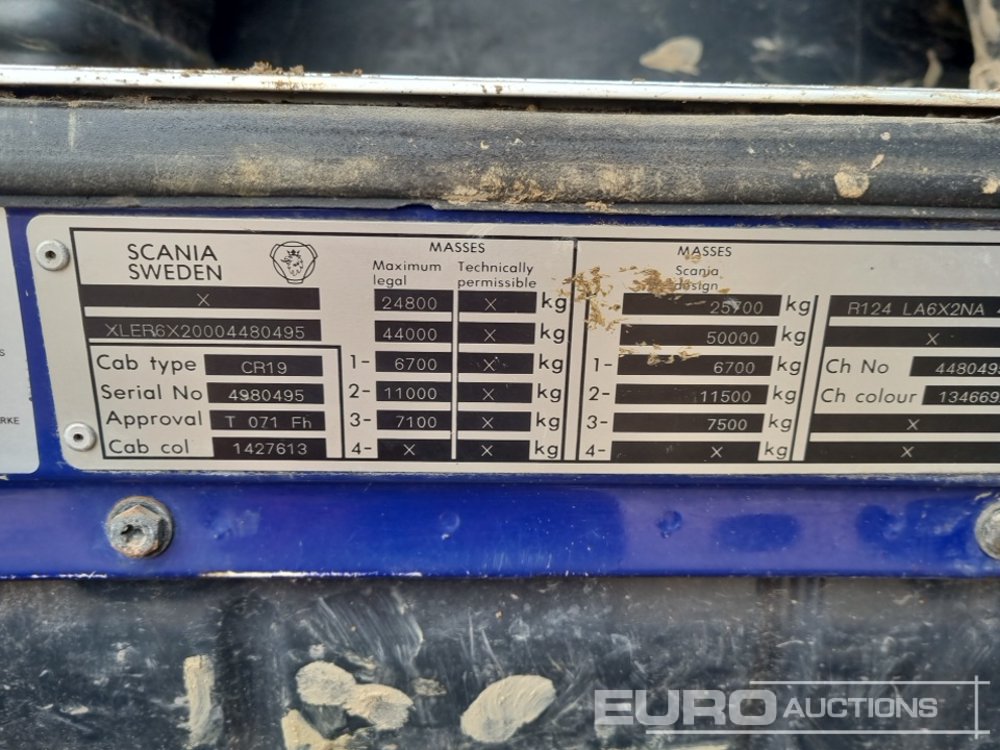 SCANIA
SWEDEN
X
XLER6X20004480495
Cab type CR19
Serial No 4980495
Approval T 071 Fh
Cab col 1427613
MASSES
Maximum legal Technically permissible
24800 X kg
44000 X kg
1- 6700 X kg
2- 11000 X kg
3- 7100 X kg
4- X X kg
MASSES
Scania
design
25700 kg
50000 kg
1- 6700 kg
2- 11500 kg
3- 7500 kg
4- X kg
R124 LA6X2NA
X
Ch No 448049
Ch colour 134669
X
X
RKE
EURO AUCTIONS